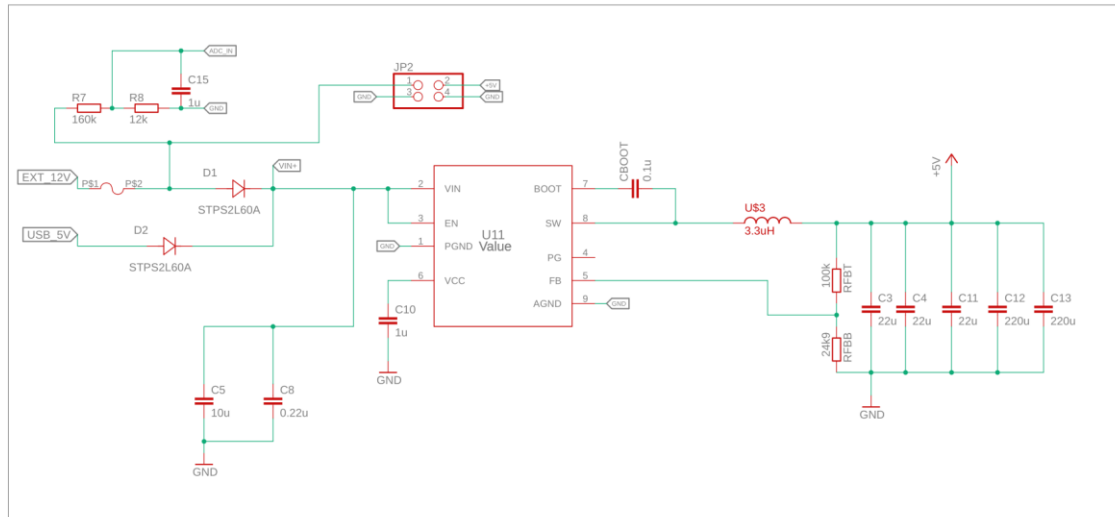 ADC_IN
C15
1u
R7
160k
R8
12k
GND
JP2
1
2
+5V
GND
3
4
GND
EXT_12V
P$1
P$2
D1
STPS2L60A
VIN+
USB_5V
D2
STPS2L60A
2
VIN
BOOT
7
3
EN
SW
8
GND
1
PGND
U11
Value
PG
4
6
VCC
FB
5
AGND
9
GND
CBOOT
0.1u
U$3
3.3uH
+5V
100k
RFBT
24k9
RFBB
C3
22u
C4
22u
C11
22u
C12
220u
C13
220u
GND
C10
1u
GND
C5
10u
C8
0.22u
GND